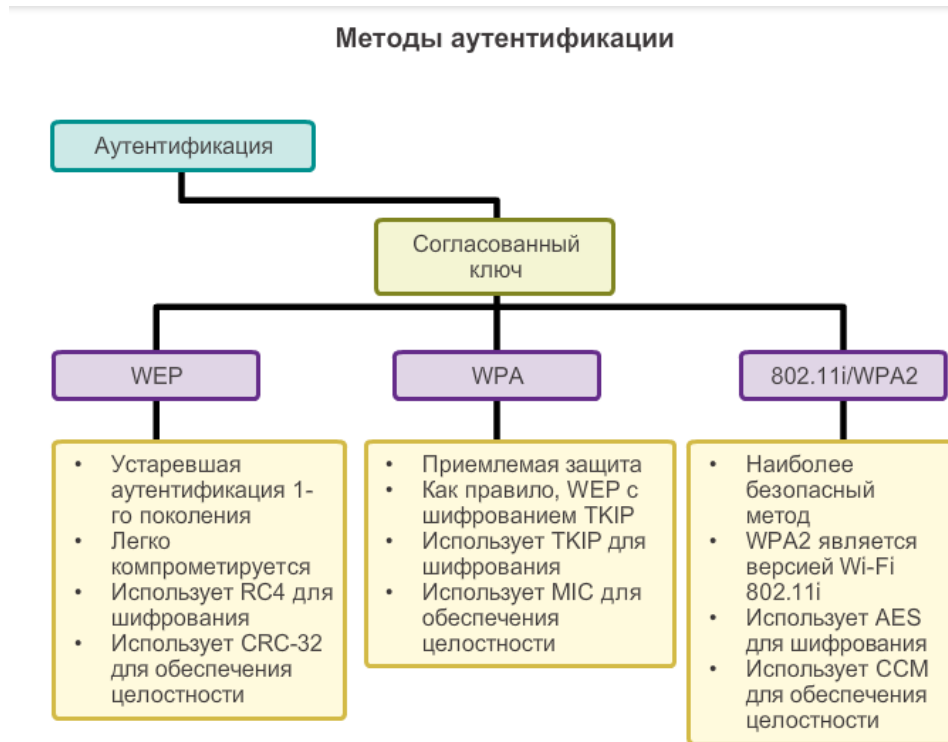 Методы аутентификации
Аутентификация
Согласованный
ключ
WEP
WPA
802.11i/WPA2
• Устаревшая
аутентификация 1-
го поколения
• Легко
компрометируется
• Использует RC4 для
шифрования
• Использует CRC-32
для обеспечения
целостности
• Приемлемая защита
• Как правило, WEP с
шифрованием TKIP
• Использует TKIP для
шифрования
• Использует MIC для
обеспечения
целостности
• Наиболее
безопасный
метод
• WPA2 является
версией Wi-Fi
802.11i
• Использует AES
для шифрования
• Использует CCM
для обеспечения
целостности